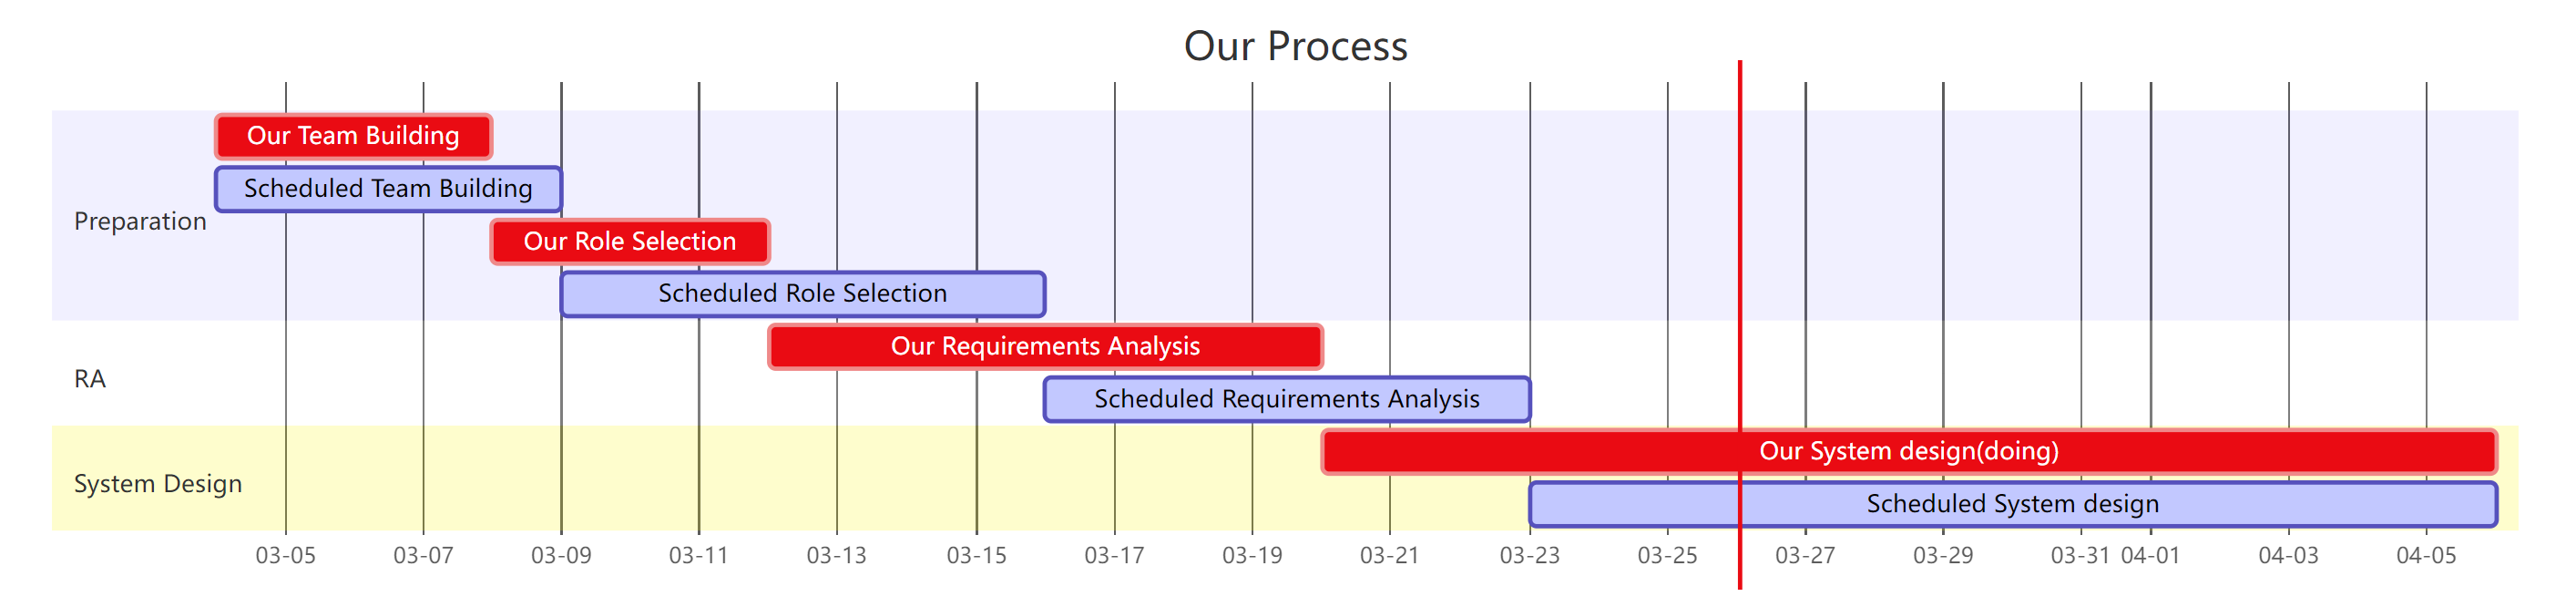 Our Process
Our Team Building
Scheduled Team Building
Preparation
Our Role Selection
Scheduled Role Selection
Our Requirements Analysis
RA
Scheduled Requirements Analysis
Our System design(doing)
System Design
Scheduled System design
03-05 03-07 03-09 03-11 03-13 03-15 03-17 03-19 03-21 03-23 03-25 03-27 03-29 03-31 04-01 04-03 04-05